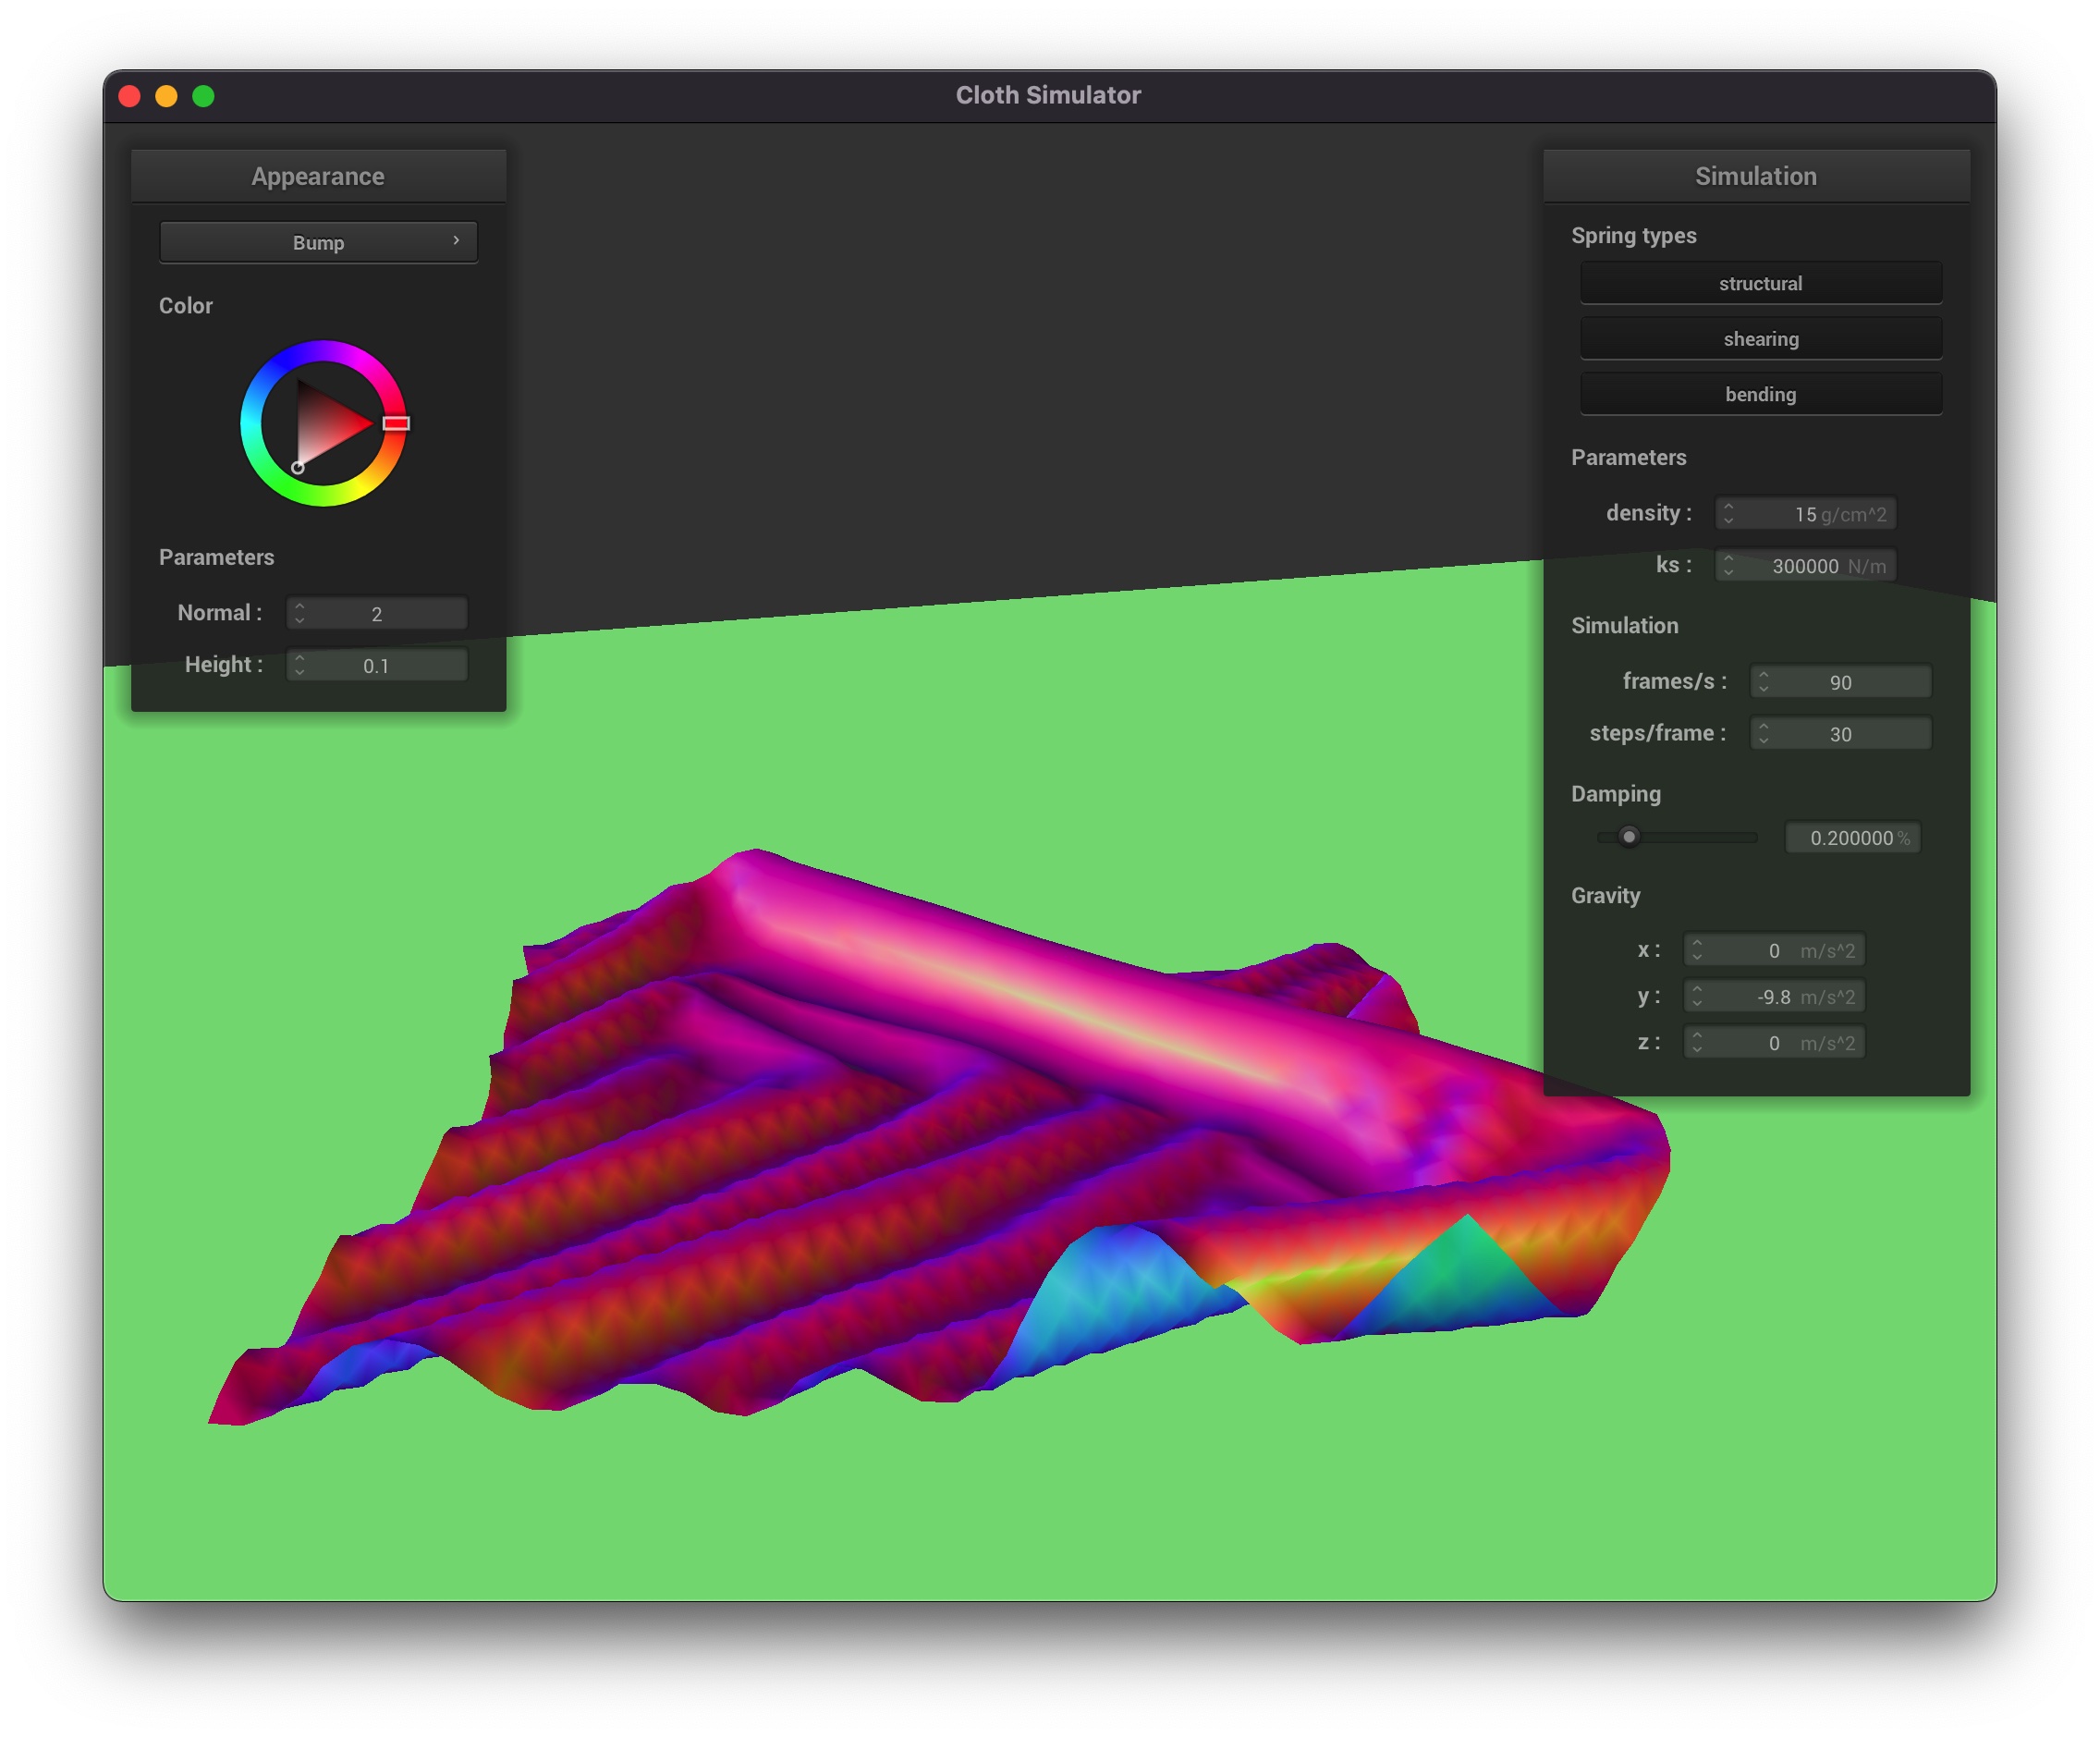 Cloth Simulator
Appearance
Bump
Color
Parameters
Normal : 2
Height : 0.1
Simulation
Spring types
structural
shearing
bending
Parameters
density : 15 g/cm^2
ks : 300000 N/m
Simulation
frames/s : 90
steps/frame : 30
Damping
0.200000 %
Gravity
x : 0 m/s^2
y : -9.8 m/s^2
z : 0 m/s^2